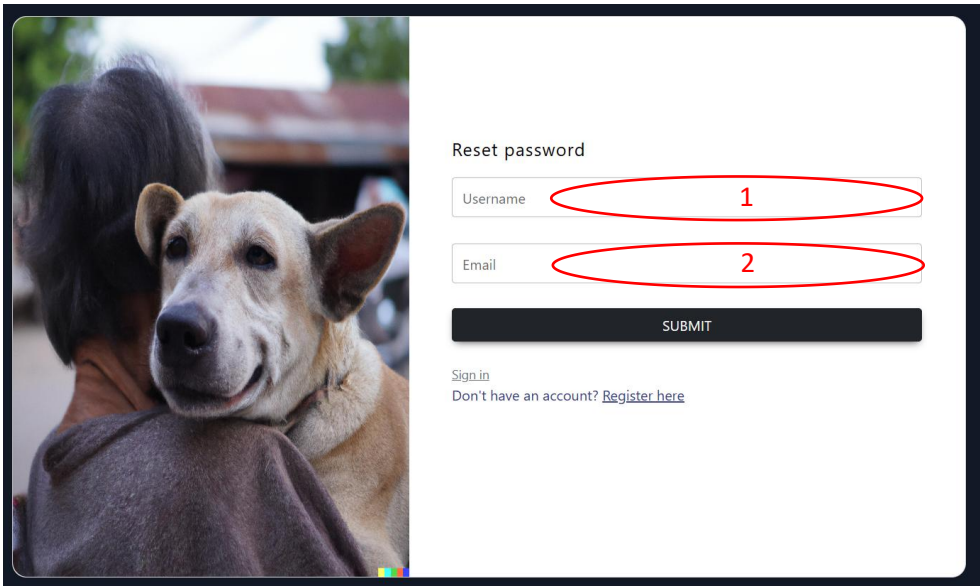 Reset password
Username 1
Email 2
SUBMIT
Sign in
Don't have an account? Register here